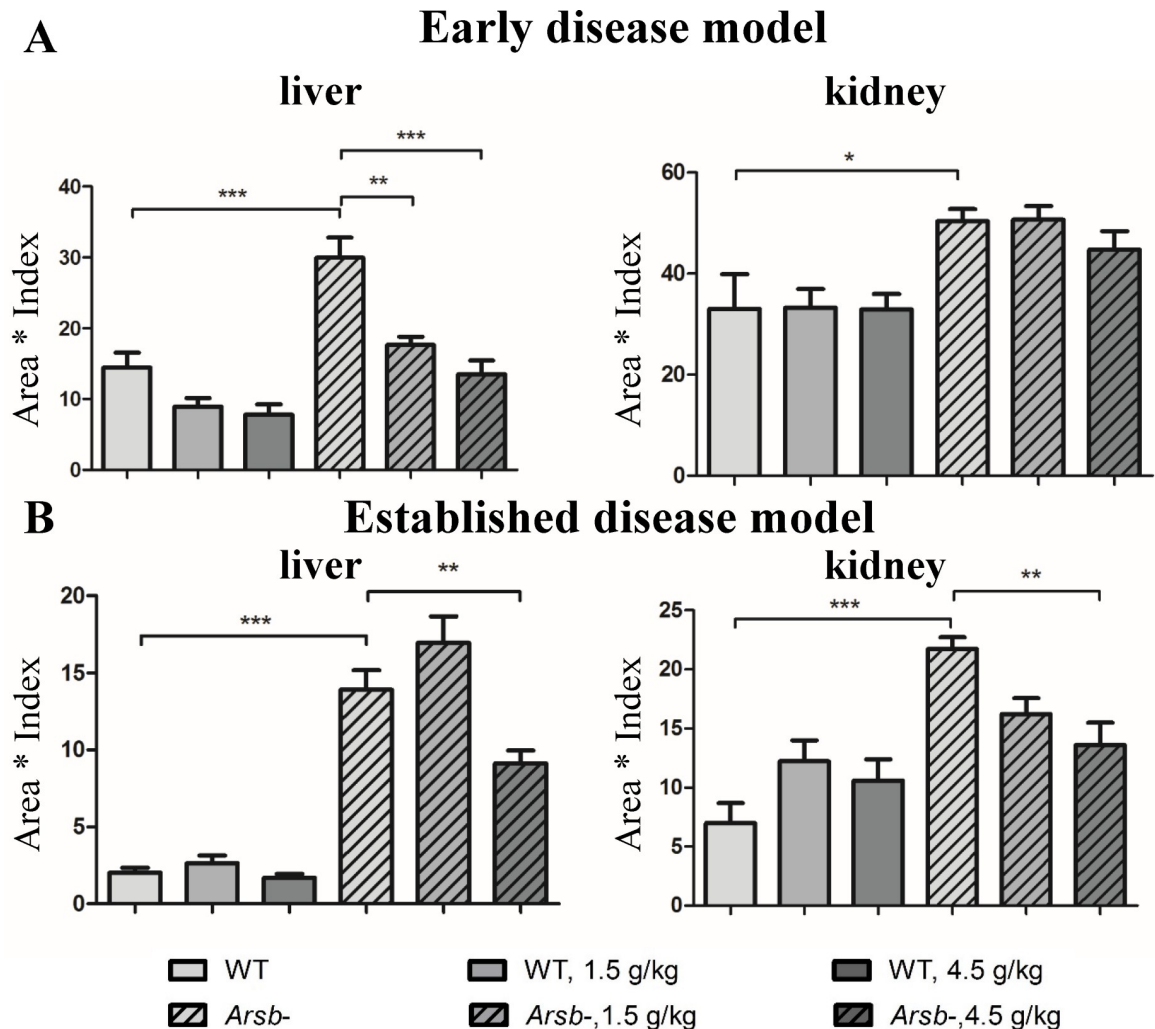 A
Early disease model
liver
kidney
***
***
**
*
Area * Index
40
30
20
10
0
Area * Index
60
40
20
0
B
Established disease model
liver
kidney
***
**
***
**
Area * Index
20
15
10
5
0
Area * Index
25
20
15
10
5
0
WT
WT, 1.5 g/kg
WT, 4.5 g/kg
Arsb-
Arsb-,1.5 g/kg
Arsb-,4.5 g/kg